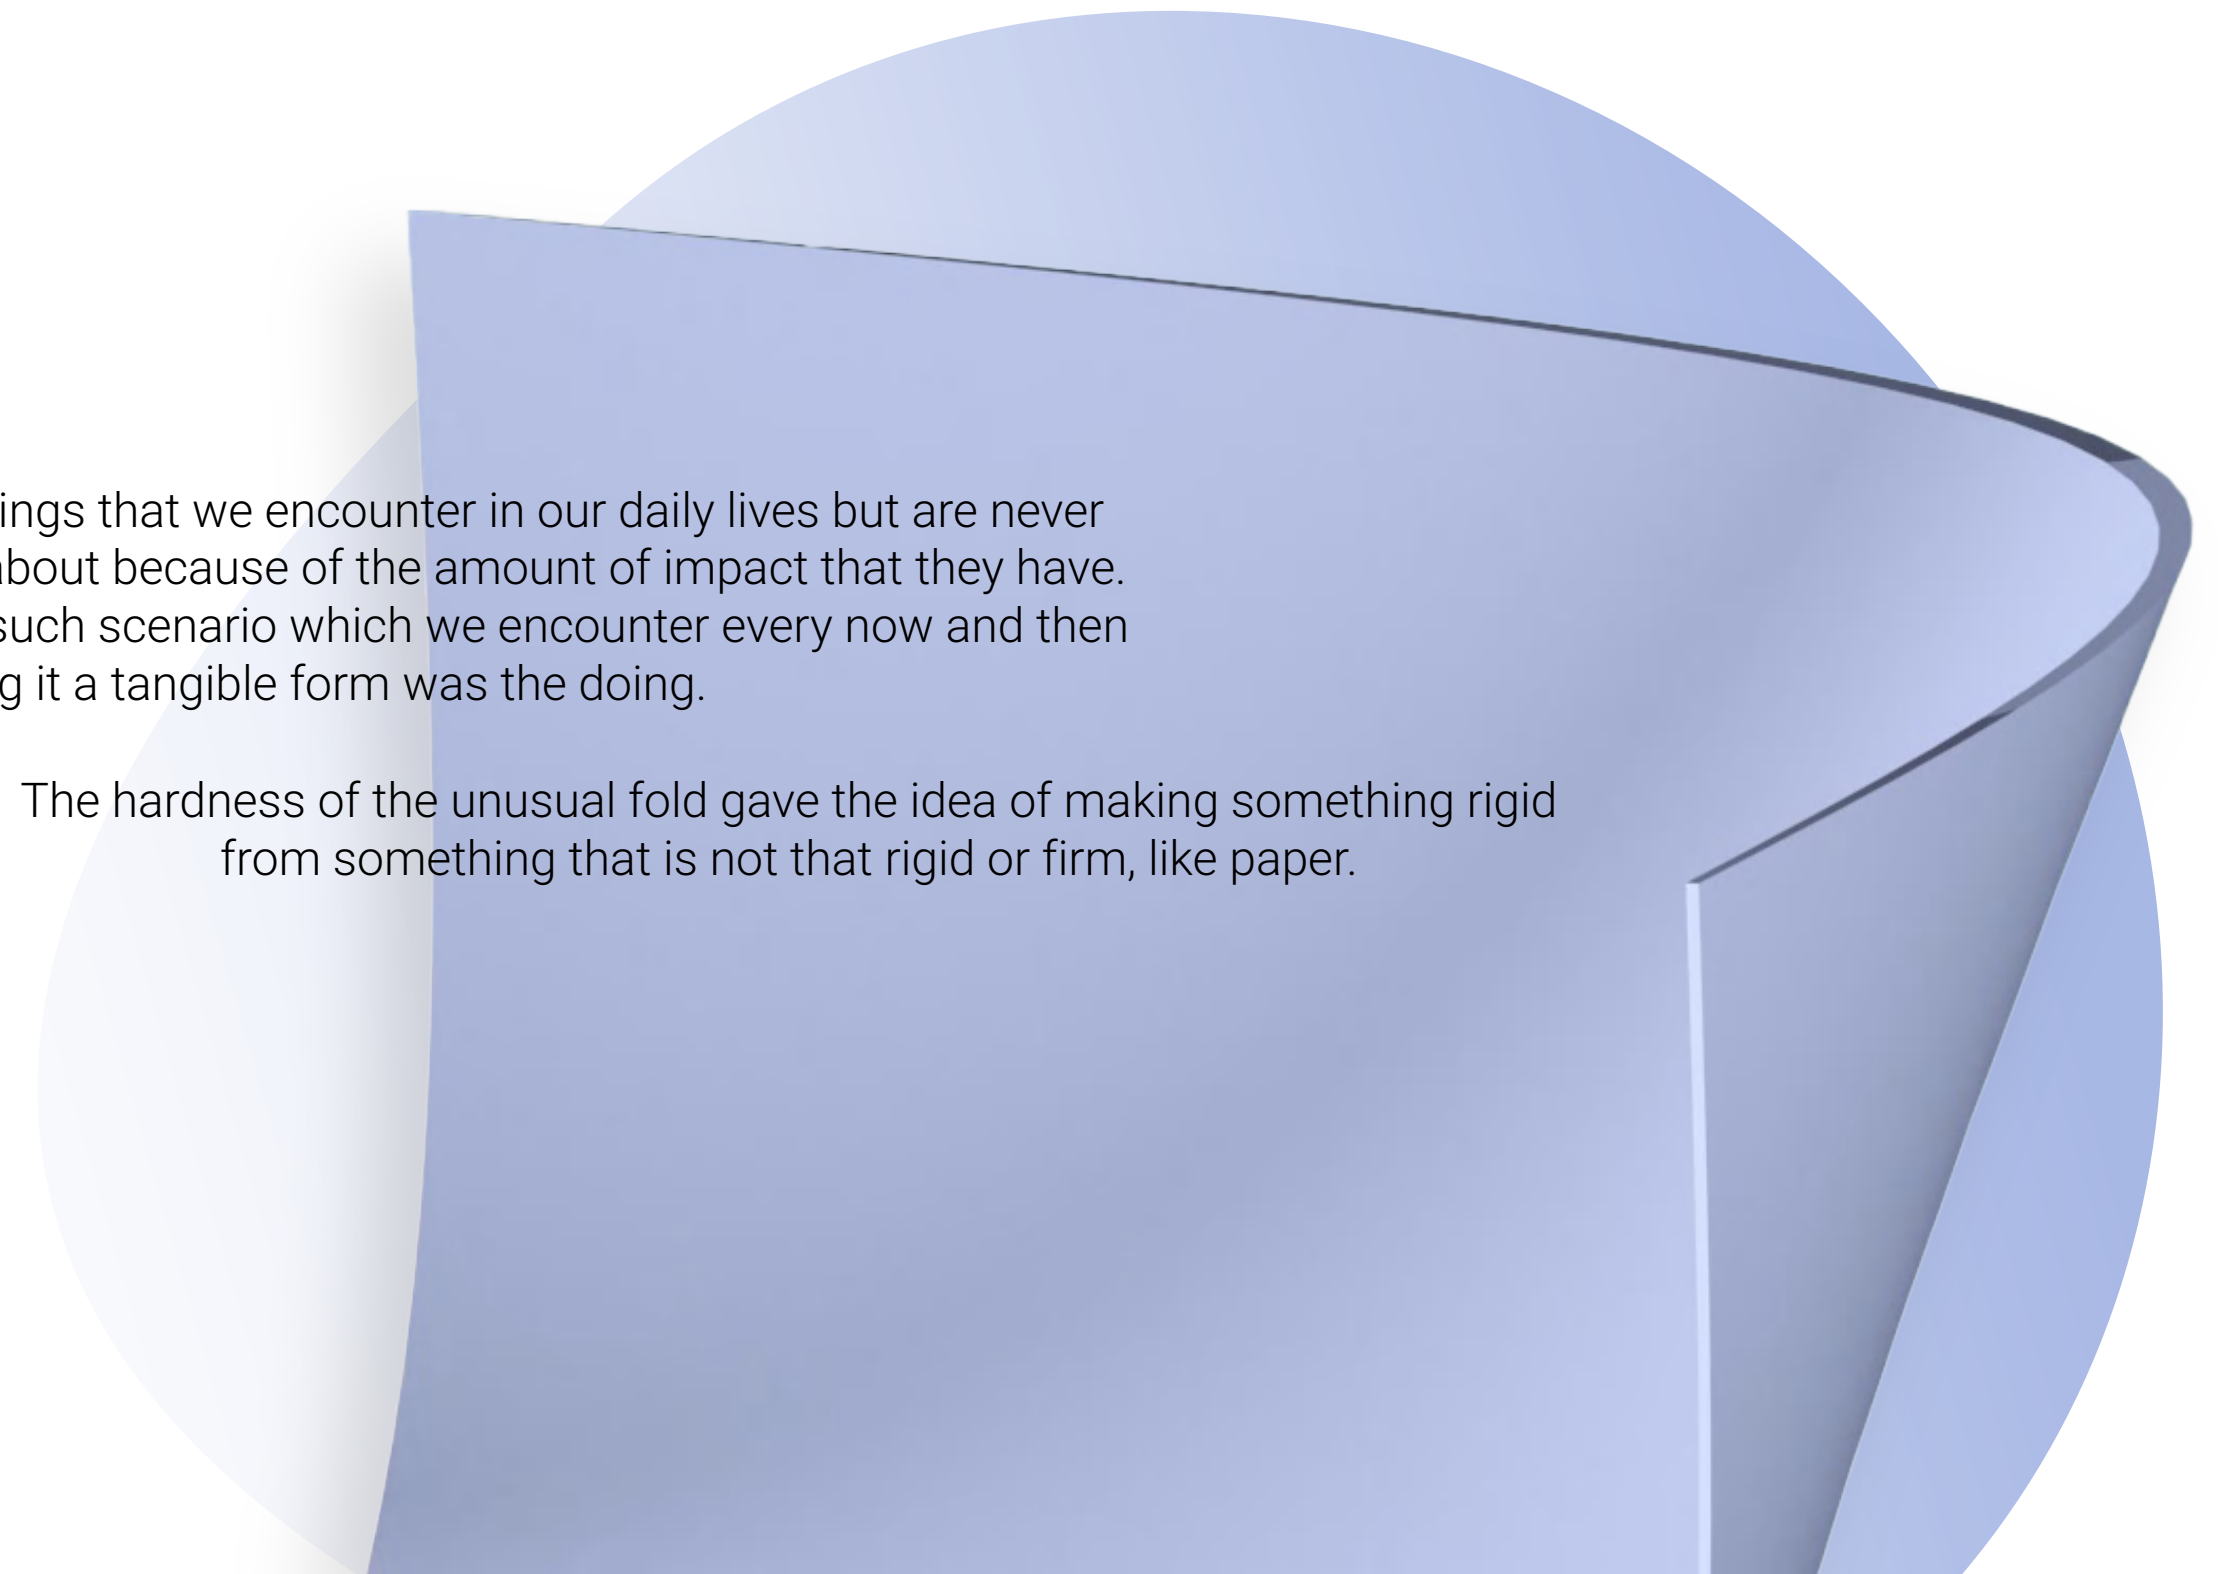 that we encounter in our daily lives but are never
because of the amount of impact that they have.
such scenario which we encounter every now and then
it a tangible form was the doing.
The hardness of the unusual fold gave the idea of making something rigid
from something that is not that rigid or firm, like paper.